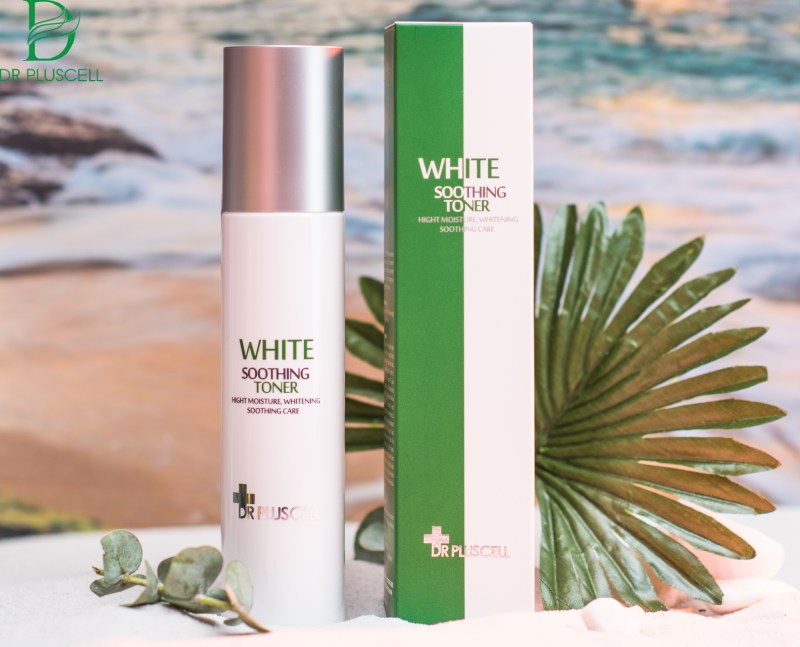 DR PLUSCELL
WHITE
SOOTHING
TONER
HIGHT MOISTURE, WHITENING
SOOTHING CARE
DR PLUSCELL
WHITE
SOOTHING
TONER
HIGHT MOISTURE, WHITENING
SOOTHING CARE
DR PLUSCELL